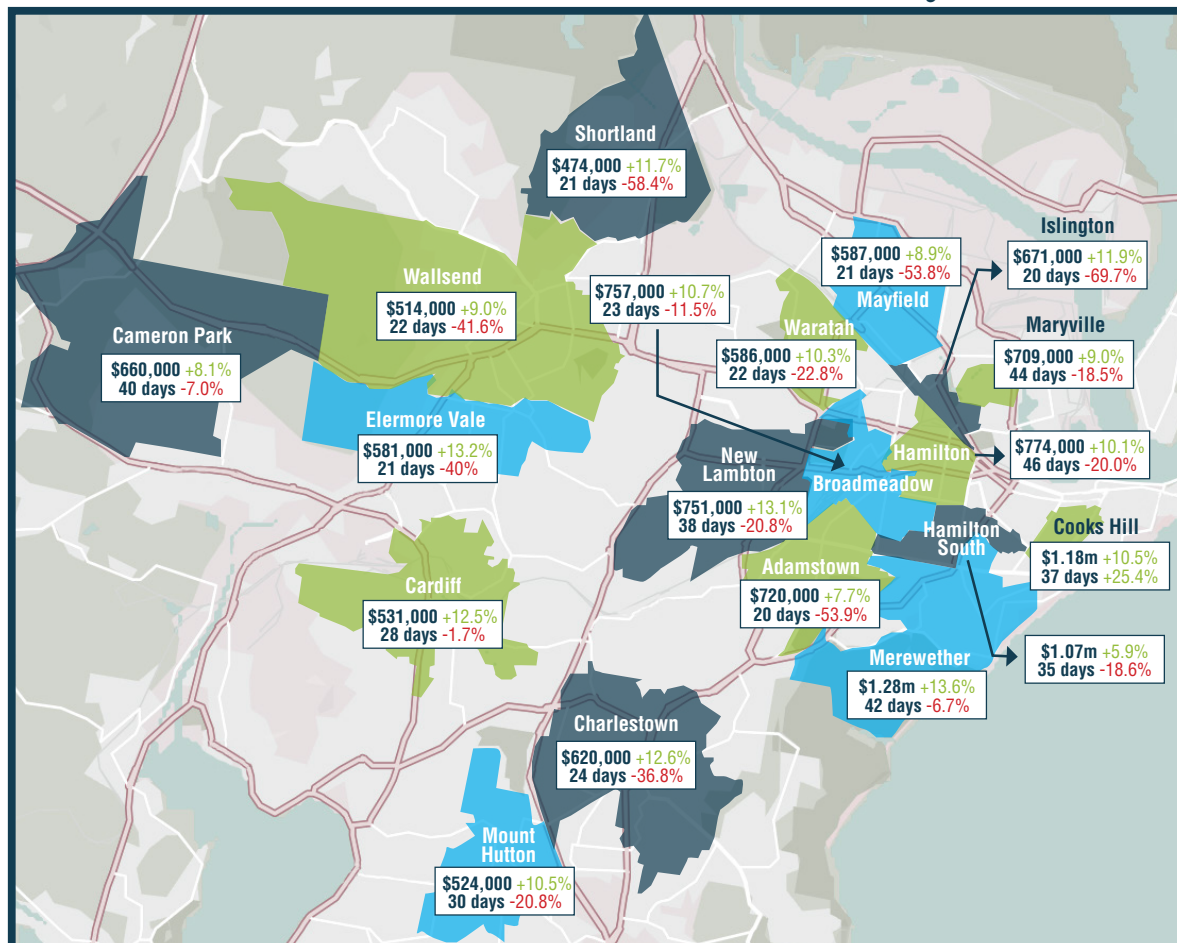 Shortland
$474,000 +11.7%
21 days -58.4%
Islington
$671,000 +11.9%
20 days -69.7%
$587,000 +8.9%
21 days -53.8%
Mayfield
Wallsend
$514,000 +9.0%
22 days -41.6%
$757,000 +10.7%
23 days -11.5%
Cameron Park
$660,000 +8.1%
40 days -7.0%
Waratah
$586,000 +10.3%
22 days -22.8%
Maryville
$709,000 +9.0%
44 days -18.5%
Elermore Vale
$581,000 +13.2%
21 days -40%
New
Lambton
$751,000 +13.1%
38 days -20.8%
Hamilton
$774,000 +10.1%
46 days -20.0%
Broadmeadow
Hamilton
South
Cooks Hill
$1.18m +10.5%
37 days +25.4%
Adamstown
$720,000 +7.7%
20 days -53.9%
Cardiff
$531,000 +12.5%
28 days -1.7%
$1.07m +5.9%
35 days -18.6%
Merewether
$1.28m +13.6%
42 days -6.7%
Charlestown
$620,000 +12.6%
24 days -36.8%
Mount
Hutton
$524,000 +10.5%
30 days -20.8%